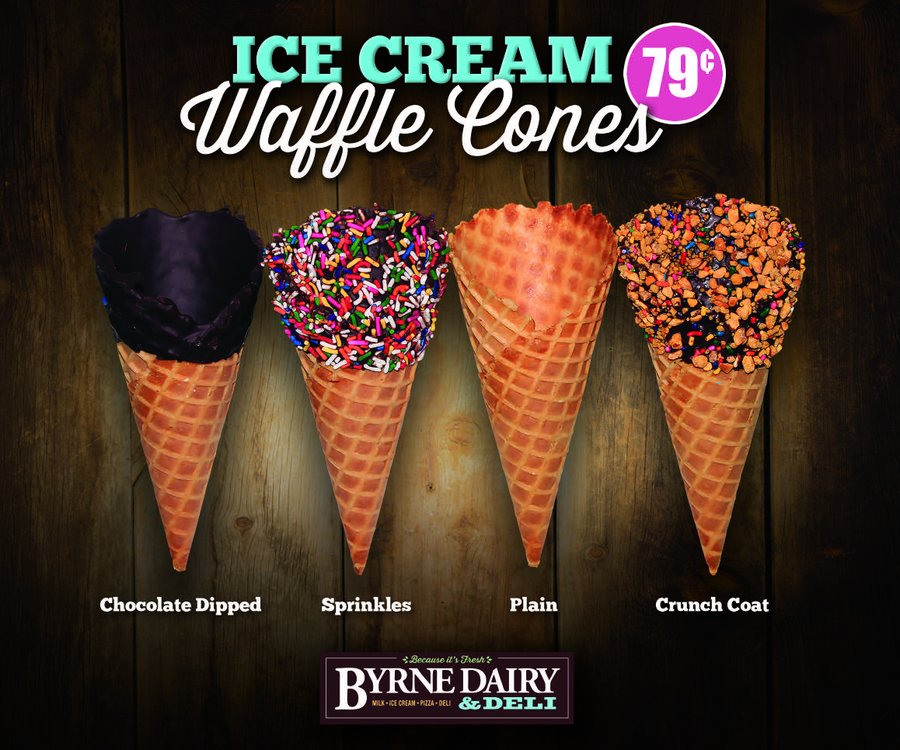 ICE CREAM 79¢
Waffle Cones
Chocolate Dipped
Sprinkles
Plain
Crunch Coat
Because it's Fresh
BYRNE DAIRY
MILK • ICE CREAM • PIZZA • DELI
& DELI